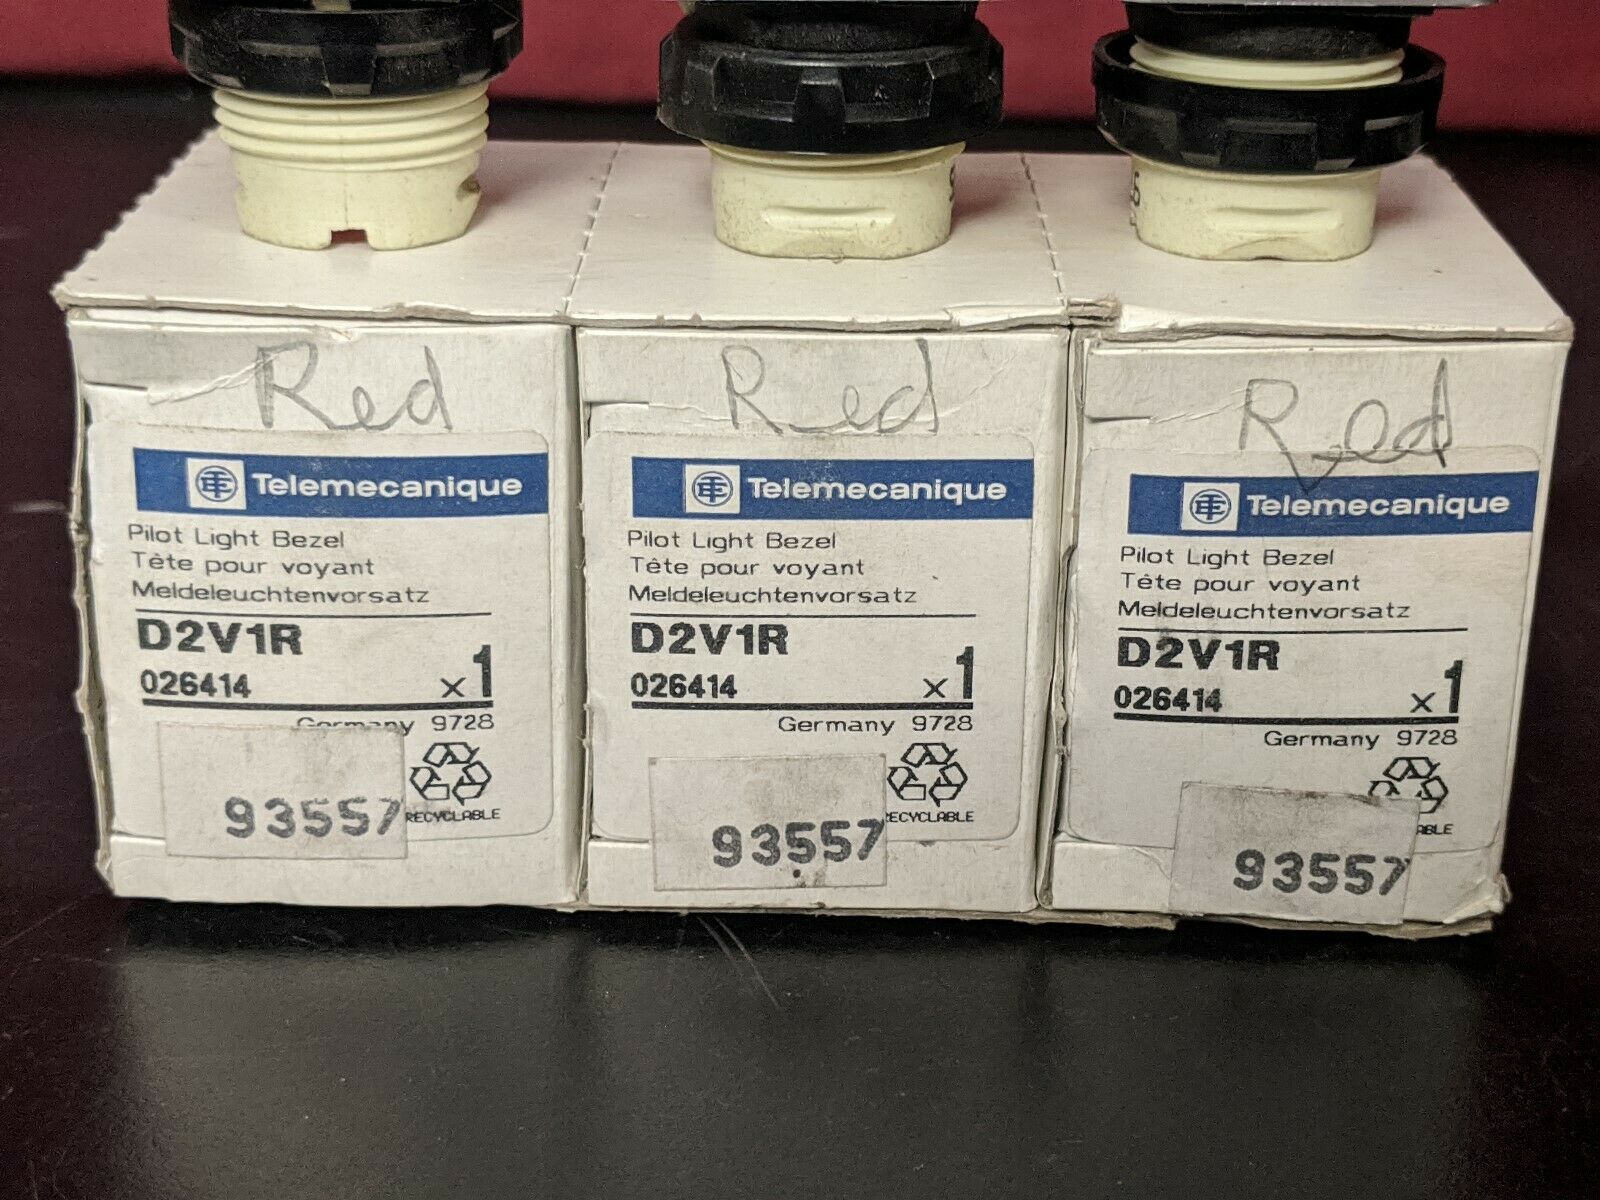 Red
Telemecanique
Pilot Light Bezel
Tête pour voyant
Meldeleuchtenvorsatz
D2V1R
026414 x1
Germany 9728
RECYCLABLE
93557
Red
Telemecanique
Pilot Light Bezel
Tête pour voyant
Meldeleuchtenvorsatz
D2V1R
026414 x1
Germany 9728
ECYCLABLE
93557
Red
Telemecanique
Pilot Light Bezel
Tête pour voyant
Meldeleuchtenvorsatz
D2V1R
026414 x1
Germany 9728
BLE
93557